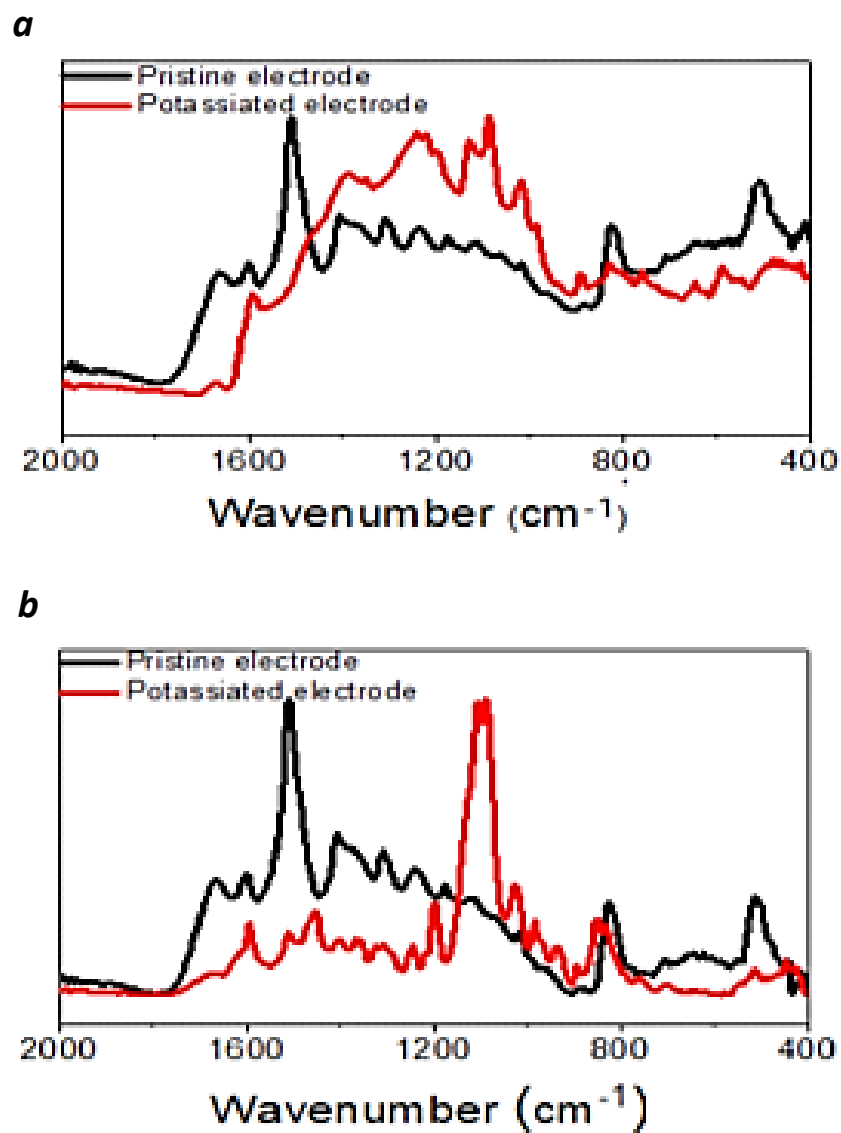 a
Pristine electrode
Potassiated electrode
2000 1600 1200 800 400
Wavenumber (cm-1)
b
Pristine electrode
Potassiated electrode
2000 1600 1200 800 400
Wavenumber (cm-1)